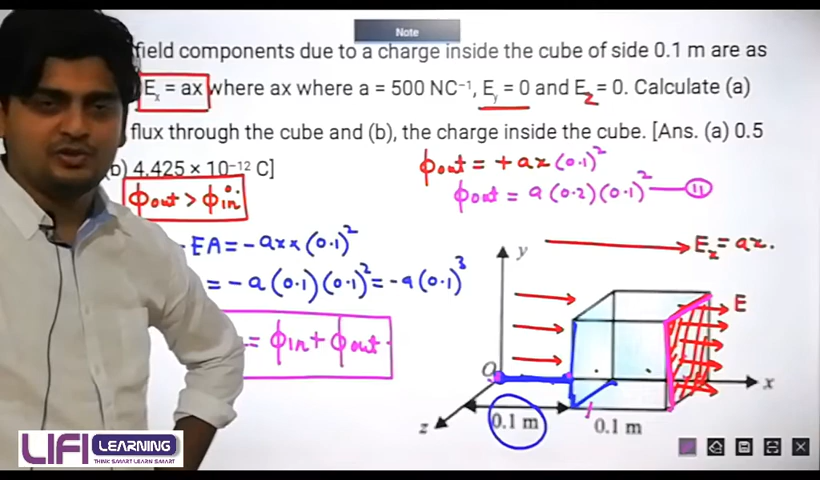 Note
field components due to a charge inside the cube of side 0.1 m are as
Eₓ = ax where ax where a = 500 NC⁻¹, Eᵧ = 0 and E_z = 0. Calculate (a)
flux through the cube and (b), the charge inside the cube. [Ans. (a) 0.5
(b) 4.425 × 10⁻¹² C]
ϕout = +ax(0.1)²
ϕout > ϕin
ϕout = a(0.2)(0.1)² — 11
EA = -ax × (0.1)²
= -a(0.1)(0.1)² = -a(0.1)³
= ϕin + ϕout
y
E_x = ax.
E
O
x
z
0.1 m
0.1 m
LIFI LEARNING
THINK SMART LEARN SMART